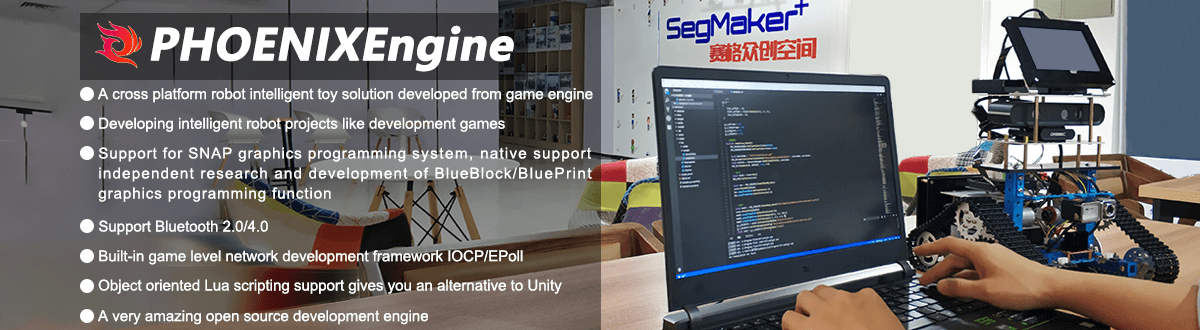 PHOENIXEngine
A cross platform robot intelligent toy solution developed from game engine
Developing intelligent robot projects like development games
Support for SNAP graphics programming system, native support
independent research and development of BlueBlock/BluePrint
graphics programming function
Support Bluetooth 2.0/4.0
Built-in game level network development framework IOCP/EPoll
Object oriented Lua scripting support gives you an alternative to Unity
A very amazing open source development engine
SegMaker+
赛格众创空间